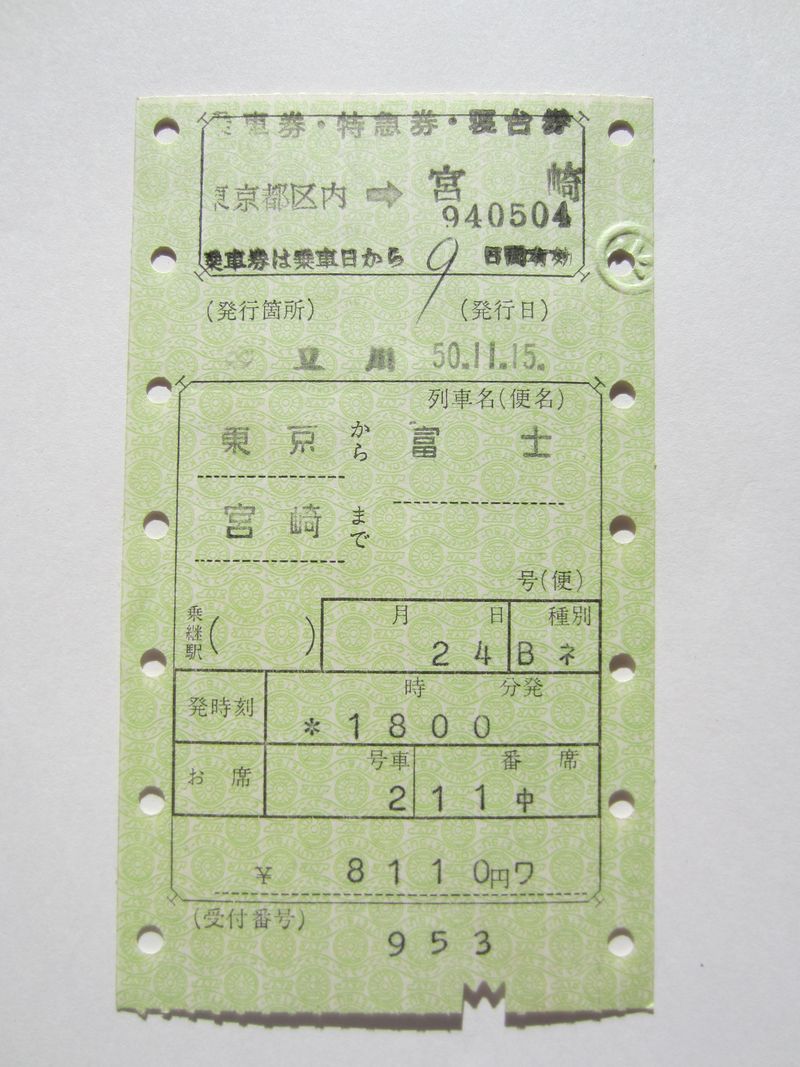 乗車券・特急券・寝台券
東京都区内 ➡ 宮崎
940504
乗車券は乗車日から 9 日間有効
(発行箇所) (発行日)
立川 50.11.15.
列車名(便名)
東京 から 富士
宮崎 まで
号(便)
乗継駅( ) 月 日 種別
24 Bネ
発時刻 時 分発
*1800
お席 号車 番 席
2 11中
¥ 8110円ワ
(受付番号)
953